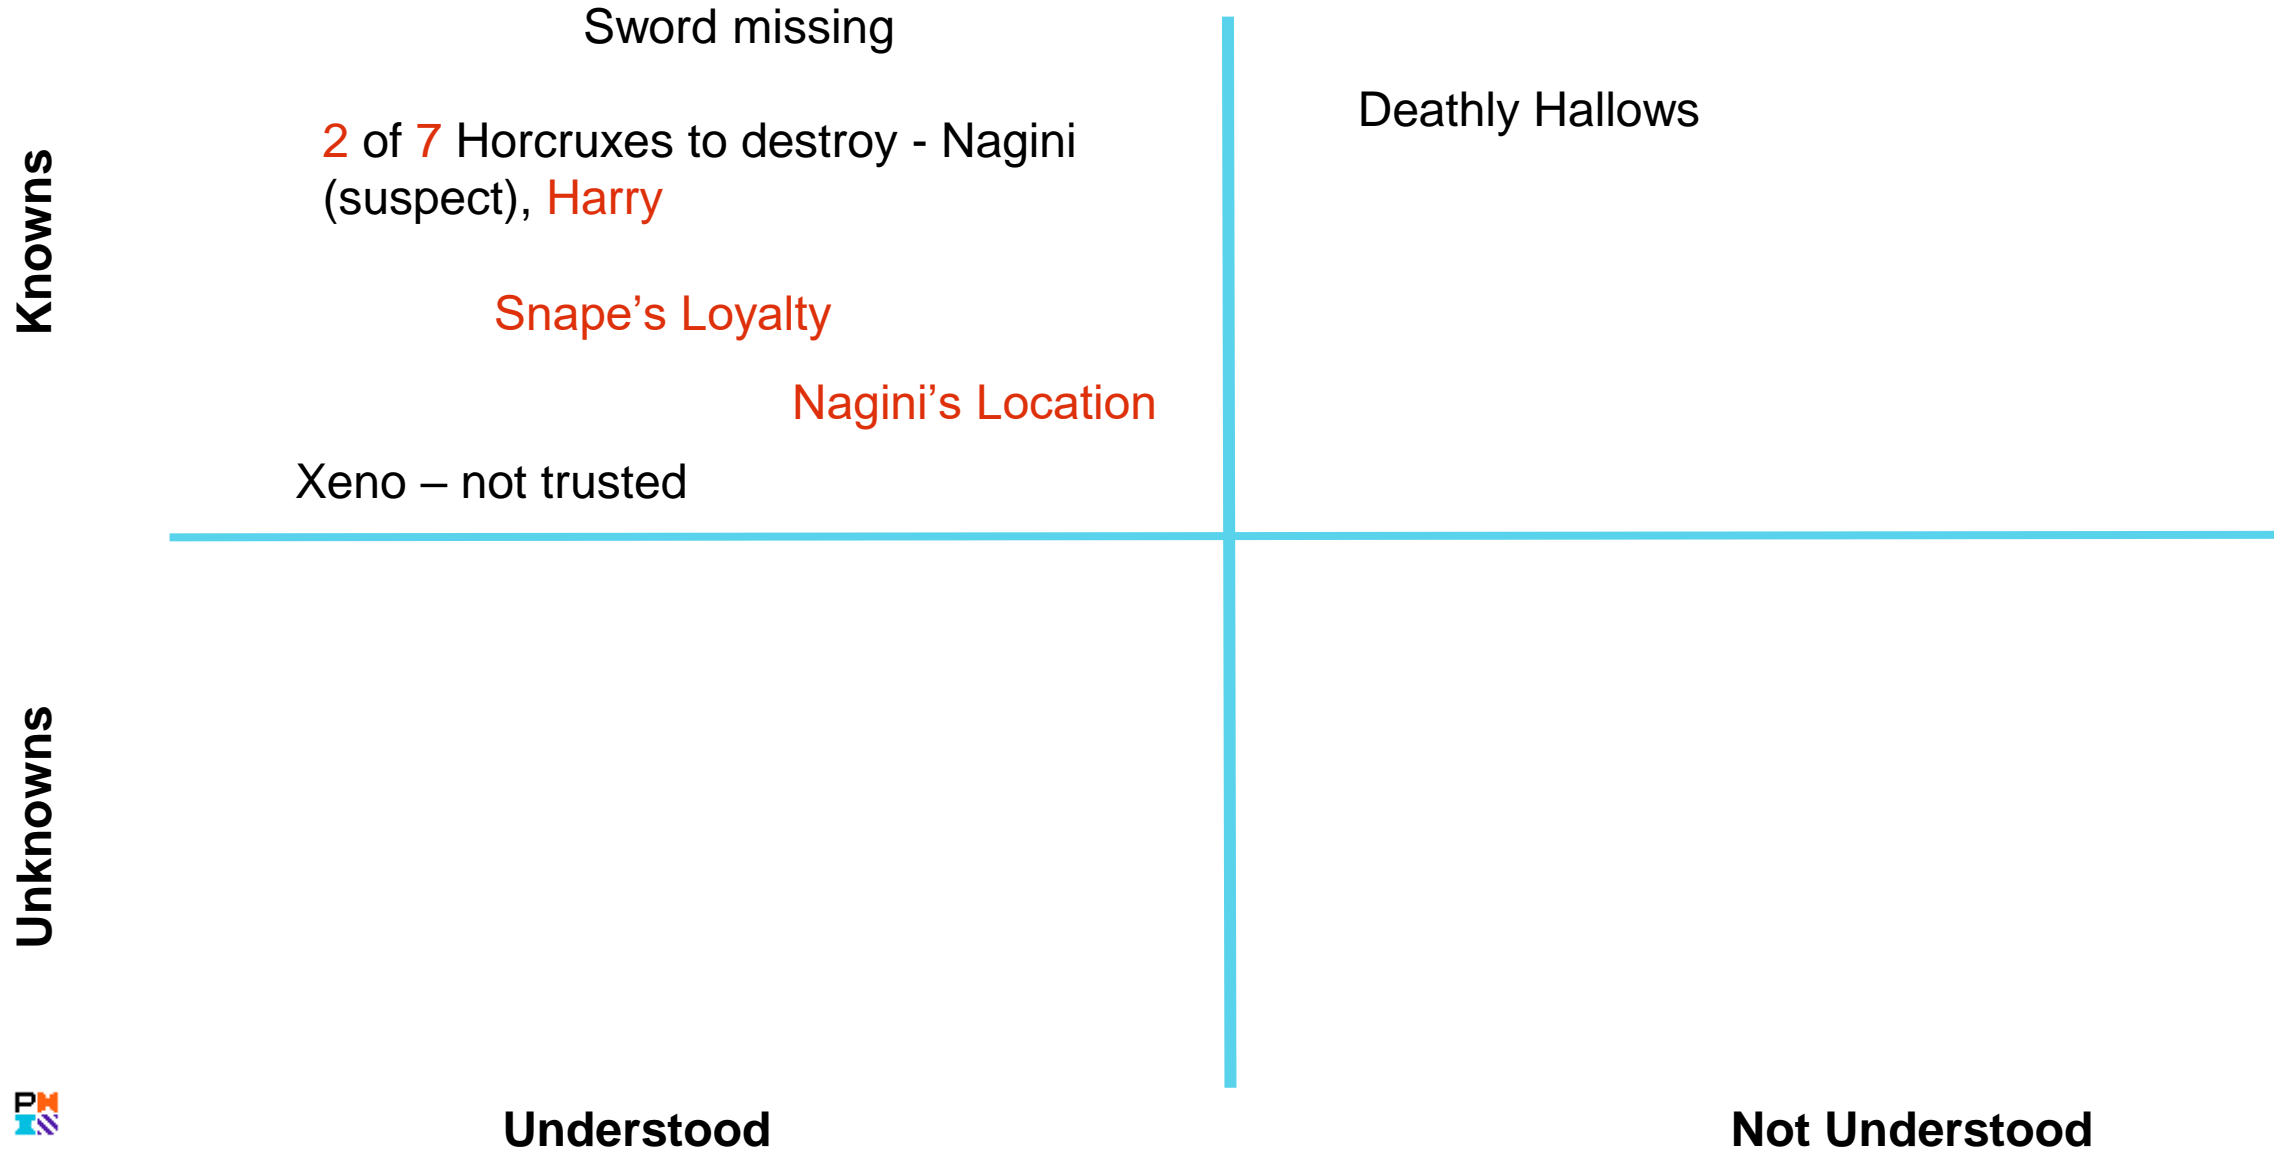 Sword missing
Deathly Hallows
2 of 7 Horcruxes to destroy - Nagini
(suspect), Harry
Knowns
Snape’s Loyalty
Nagini’s Location
Xeno – not trusted
Unknowns
PMI
Understood
Not Understood